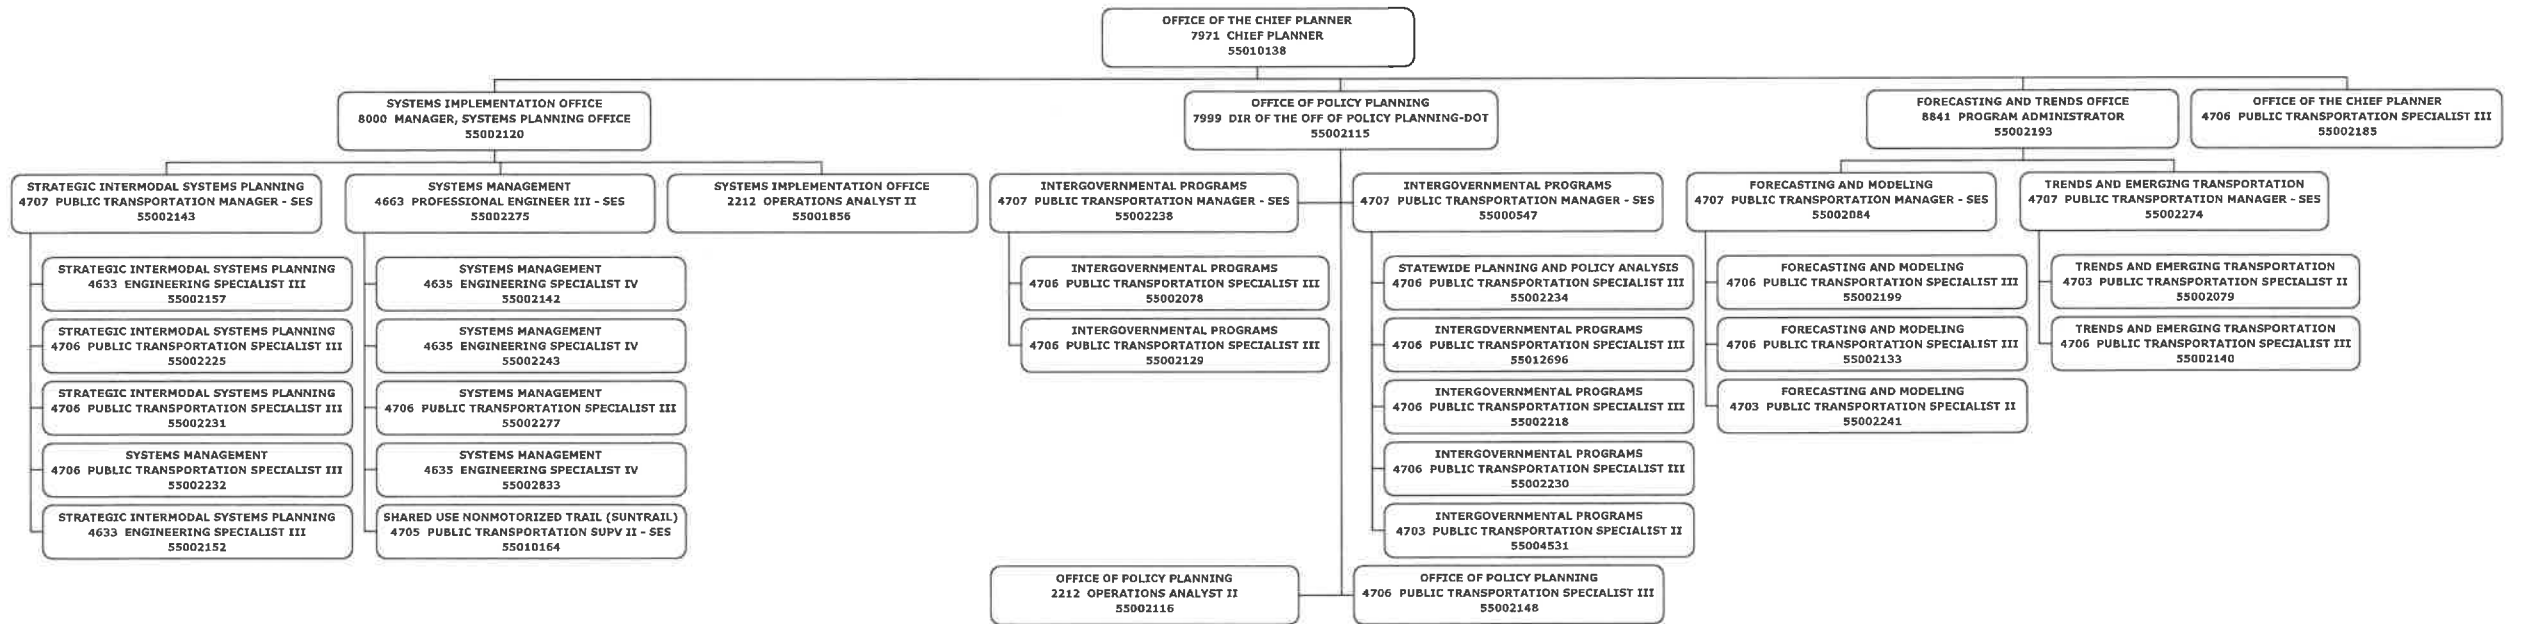 OFFICE OF THE CHIEF PLANNER
7971 CHIEF PLANNER
55010138
SYSTEMS IMPLEMENTATION OFFICE
8000 MANAGER, SYSTEMS PLANNING OFFICE
55002120
OFFICE OF POLICY PLANNING
7999 DIR OF THE OFF OF POLICY PLANNING-DOT
55002115
FORECASTING AND TRENDS OFFICE
8841 PROGRAM ADMINISTRATOR
55002193
OFFICE OF THE CHIEF PLANNER
4706 PUBLIC TRANSPORTATION SPECIALIST III
55002185
STRATEGIC INTERMODAL SYSTEMS PLANNING
4707 PUBLIC TRANSPORTATION MANAGER - SES
55002143
SYSTEMS MANAGEMENT
4663 PROFESSIONAL ENGINEER III - SES
55002275
SYSTEMS IMPLEMENTATION OFFICE
2212 OPERATIONS ANALYST II
55001856
INTERGOVERNMENTAL PROGRAMS
4707 PUBLIC TRANSPORTATION MANAGER - SES
55002238
INTERGOVERNMENTAL PROGRAMS
4707 PUBLIC TRANSPORTATION MANAGER - SES
55000547
FORECASTING AND MODELING
4707 PUBLIC TRANSPORTATION MANAGER - SES
55002084
TRENDS AND EMERGING TRANSPORTATION
4707 PUBLIC TRANSPORTATION MANAGER - SES
55002274
STRATEGIC INTERMODAL SYSTEMS PLANNING
4633 ENGINEERING SPECIALIST III
55002157
STRATEGIC INTERMODAL SYSTEMS PLANNING
4706 PUBLIC TRANSPORTATION SPECIALIST III
55002225
STRATEGIC INTERMODAL SYSTEMS PLANNING
4706 PUBLIC TRANSPORTATION SPECIALIST III
55002231
SYSTEMS MANAGEMENT
4706 PUBLIC TRANSPORTATION SPECIALIST III
55002232
STRATEGIC INTERMODAL SYSTEMS PLANNING
4633 ENGINEERING SPECIALIST III
55002152
SYSTEMS MANAGEMENT
4635 ENGINEERING SPECIALIST IV
55002142
SYSTEMS MANAGEMENT
4635 ENGINEERING SPECIALIST IV
55002243
SYSTEMS MANAGEMENT
4706 PUBLIC TRANSPORTATION SPECIALIST III
55002277
SYSTEMS MANAGEMENT
4635 ENGINEERING SPECIALIST IV
55002833
SHARED USE NONMOTORIZED TRAIL (SUNTRAIL)
4705 PUBLIC TRANSPORTATION SUPV II - SES
55010164
INTERGOVERNMENTAL PROGRAMS
4706 PUBLIC TRANSPORTATION SPECIALIST III
55002078
INTERGOVERNMENTAL PROGRAMS
4706 PUBLIC TRANSPORTATION SPECIALIST III
55002129
STATEWIDE PLANNING AND POLICY ANALYSIS
4706 PUBLIC TRANSPORTATION SPECIALIST III
55002234
INTERGOVERNMENTAL PROGRAMS
4706 PUBLIC TRANSPORTATION SPECIALIST III
55012696
INTERGOVERNMENTAL PROGRAMS
4706 PUBLIC TRANSPORTATION SPECIALIST III
55002218
INTERGOVERNMENTAL PROGRAMS
4706 PUBLIC TRANSPORTATION SPECIALIST III
55002230
INTERGOVERNMENTAL PROGRAMS
4703 PUBLIC TRANSPORTATION SPECIALIST II
55004531
FORECASTING AND MODELING
4706 PUBLIC TRANSPORTATION SPECIALIST III
55002199
FORECASTING AND MODELING
4706 PUBLIC TRANSPORTATION SPECIALIST III
55002133
FORECASTING AND MODELING
4703 PUBLIC TRANSPORTATION SPECIALIST II
55002241
TRENDS AND EMERGING TRANSPORTATION
4703 PUBLIC TRANSPORTATION SPECIALIST II
55002079
TRENDS AND EMERGING TRANSPORTATION
4706 PUBLIC TRANSPORTATION SPECIALIST III
55002140
OFFICE OF POLICY PLANNING
2212 OPERATIONS ANALYST II
55002116
OFFICE OF POLICY PLANNING
4706 PUBLIC TRANSPORTATION SPECIALIST III
55002148